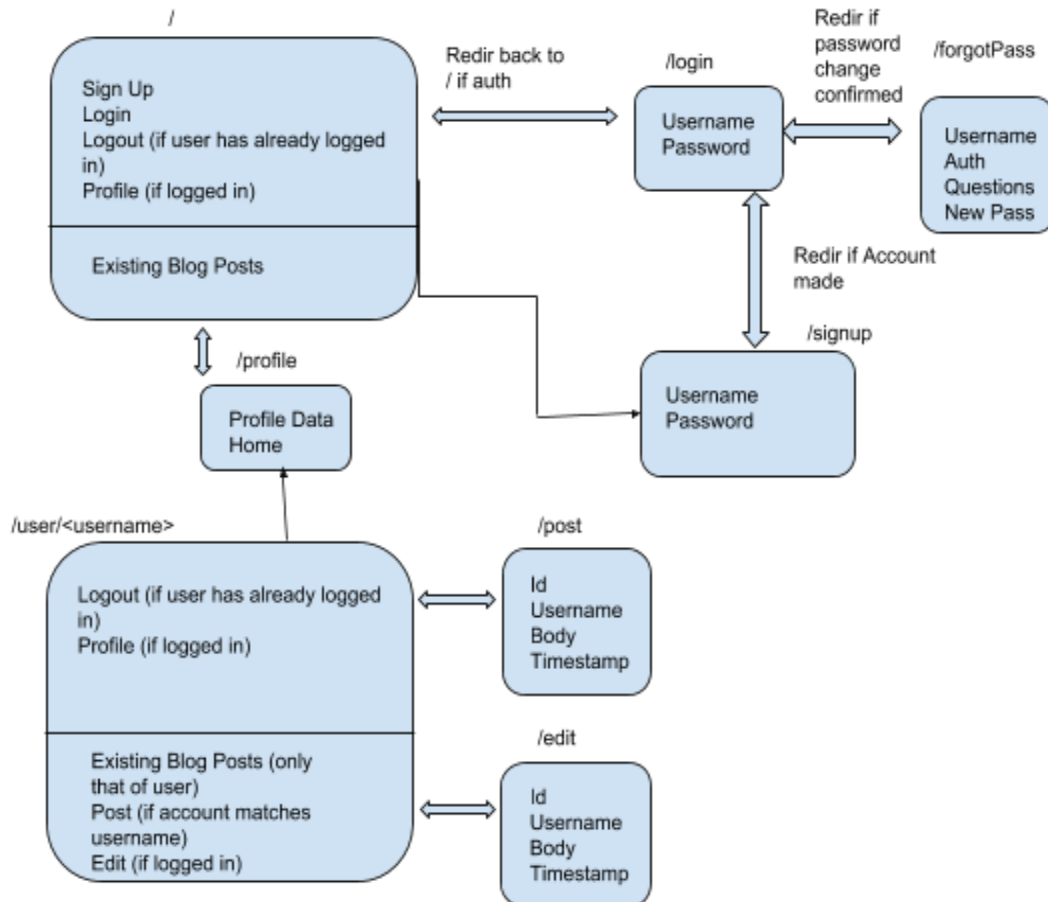 /
Sign Up
Login
Logout (if user has already logged
in)
Profile (if logged in)
Existing Blog Posts
Redir back to
/ if auth
/login
Username
Password
Redir if
password
change
confirmed
/forgotPass
Username
Auth
Questions
New Pass
Redir if Account
made
/signup
Username
Password
/profile
Profile Data
Home
/user/<username>
Logout (if user has already logged
in)
Profile (if logged in)
Existing Blog Posts (only
that of user)
Post (if account matches
username)
Edit (if logged in)
/post
Id
Username
Body
Timestamp
/edit
Id
Username
Body
Timestamp